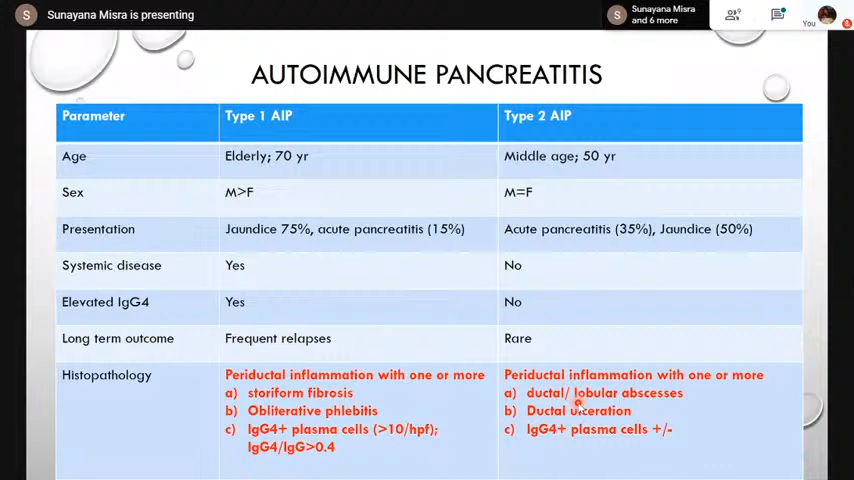 S Sunayana Misra is presenting
S Sunayana Misra
and 6 more
9
You
AUTOIMMUNE PANCREATITIS
Parameter Type 1 AIP Type 2 AIP
Age Elderly; 70 yr Middle age; 50 yr
Sex M>F M=F
Presentation Jaundice 75%, acute pancreatitis (15%) Acute pancreatitis (35%), Jaundice (50%)
Systemic disease Yes No
Elevated IgG4 Yes No
Long term outcome Frequent relapses Rare
Histopathology Periductal inflammation with one or more Periductal inflammation with one or more
a) storiform fibrosis a) ductal/ lobular abscesses
b) Obliterative phlebitis b) Ductal ulceration
c) IgG4+ plasma cells (>10/hpf); c) IgG4+ plasma cells +/-
IgG4/IgG>0.4